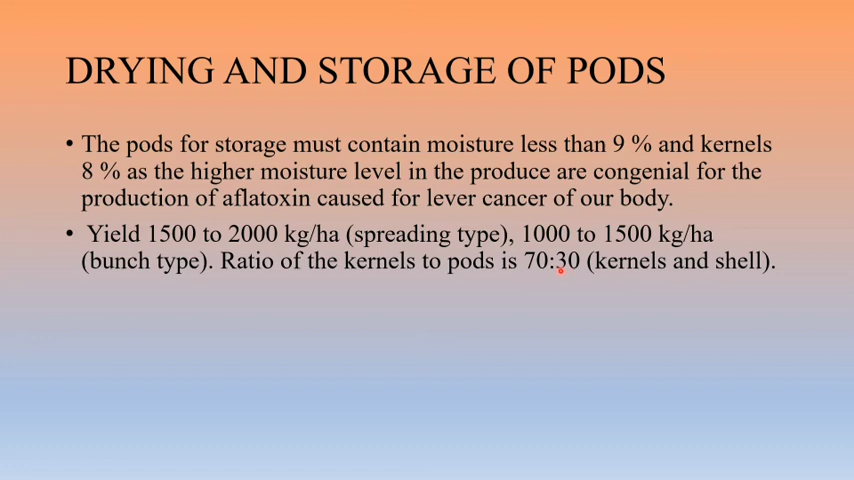 DRYING AND STORAGE OF PODS
• The pods for storage must contain moisture less than 9 % and kernels
8 % as the higher moisture level in the produce are congenial for the
production of aflatoxin caused for lever cancer of our body.
• Yield 1500 to 2000 kg/ha (spreading type), 1000 to 1500 kg/ha
(bunch type). Ratio of the kernels to pods is 70:30 (kernels and shell).